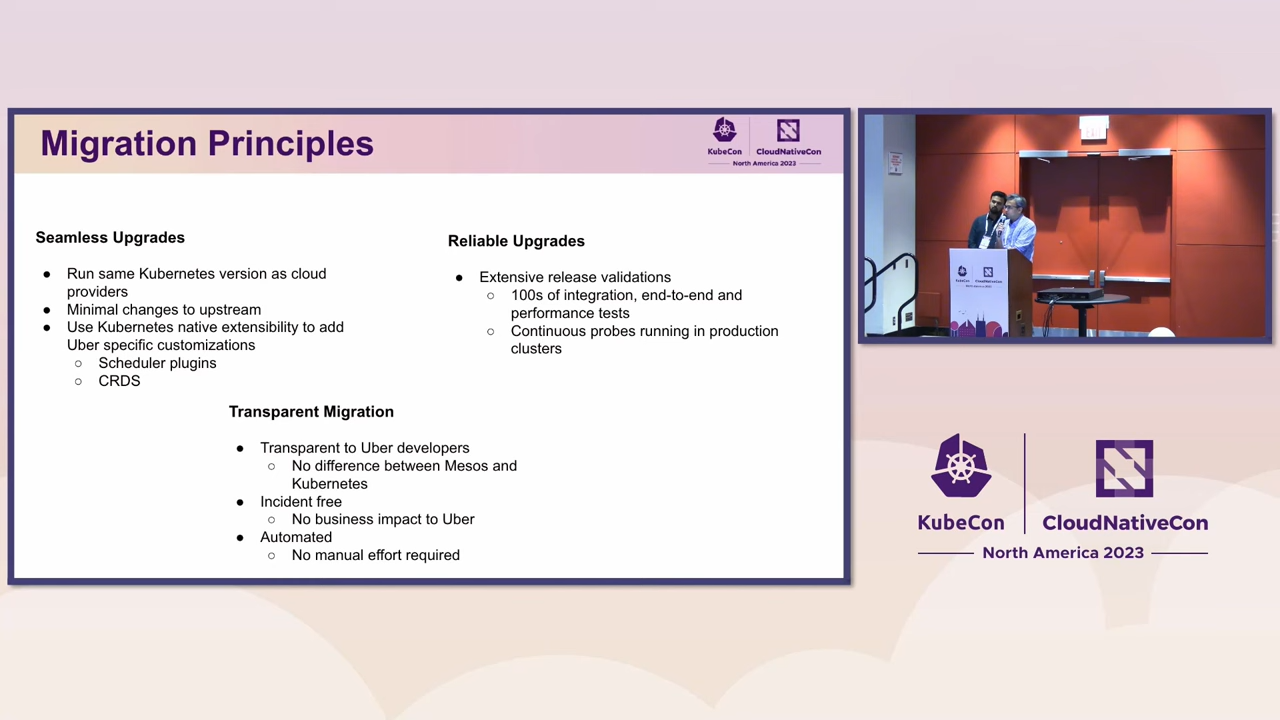 Migration Principles
KubeCon
CloudNativeCon
North America 2023
Seamless Upgrades
● Run same Kubernetes version as cloud
providers
● Minimal changes to upstream
● Use Kubernetes native extensibility to add
Uber specific customizations
○ Scheduler plugins
○ CRDS
Reliable Upgrades
● Extensive release validations
○ 100s of integration, end-to-end and
performance tests
○ Continuous probes running in production
clusters
Transparent Migration
● Transparent to Uber developers
○ No difference between Mesos and
Kubernetes
● Incident free
○ No business impact to Uber
● Automated
○ No manual effort required
KubeCon
CloudNativeCon
North America 2023